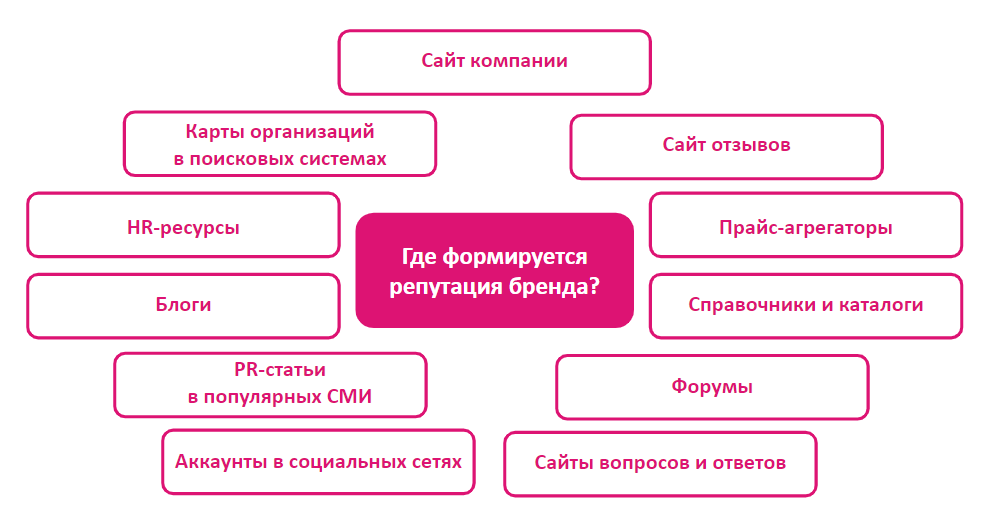 Сайт компании
Карты организаций
в поисковых системах
Сайт отзывов
HR-ресурсы
Прайс-агрегаторы
Где формируется
репутация бренда?
Блоги
Справочники и каталоги
PR-статьи
в популярных СМИ
Форумы
Аккаунты в социальных сетях
Сайты вопросов и ответов